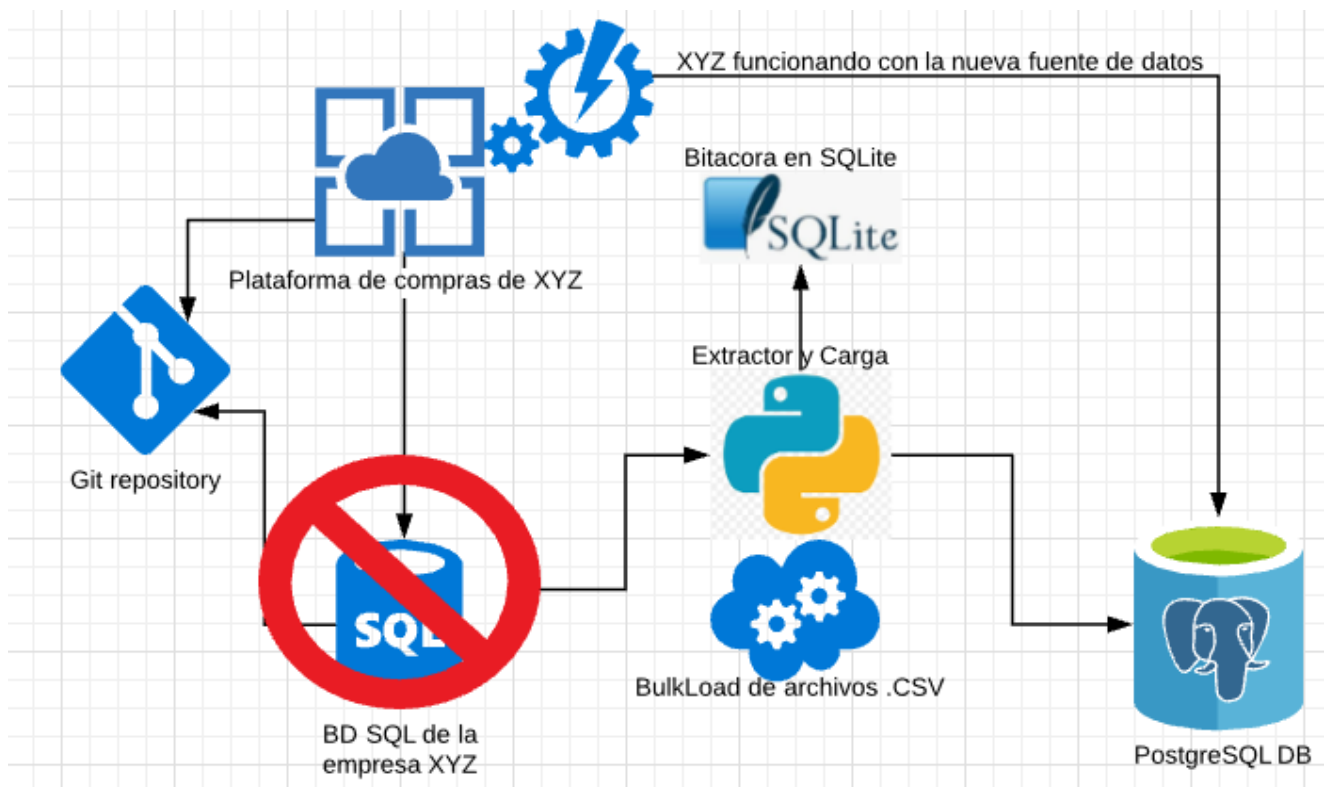 XYZ funcionando con la nueva fuente de datos
Bitacora en SQLite
SQLite
Plataforma de compras de XYZ
Extractor y Carga
Git repository
SQL
BulkLoad de archivos .CSV
BD SQL de la
empresa XYZ
PostgreSQL DB